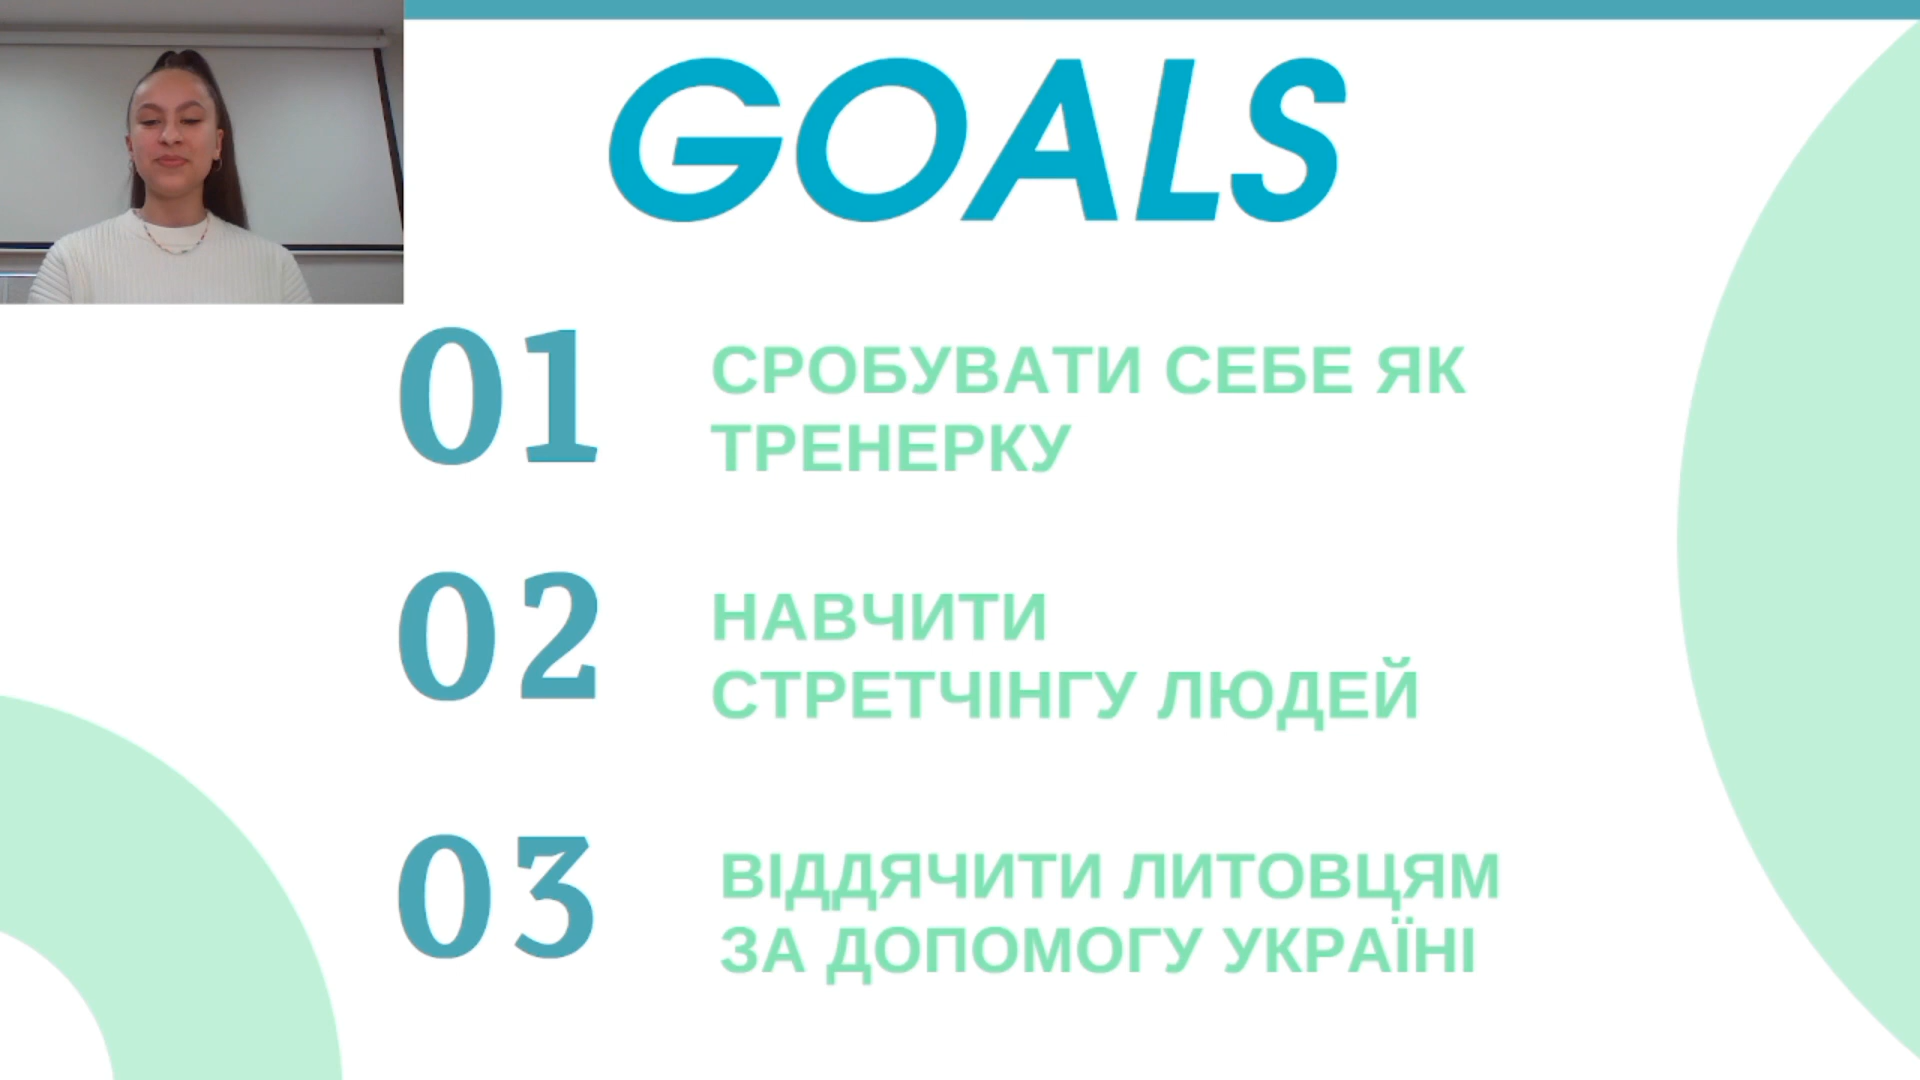 GOALS
01
СРОБУВАТИ СЕБЕ ЯК
ТРЕНЕРКУ
02
НАВЧИТИ
СТРЕТЧІНГУ ЛЮДЕЙ
03
ВІДДЯЧИТИ ЛИТОВЦЯМ
ЗА ДОПОМОГУ УКРАЇНІ